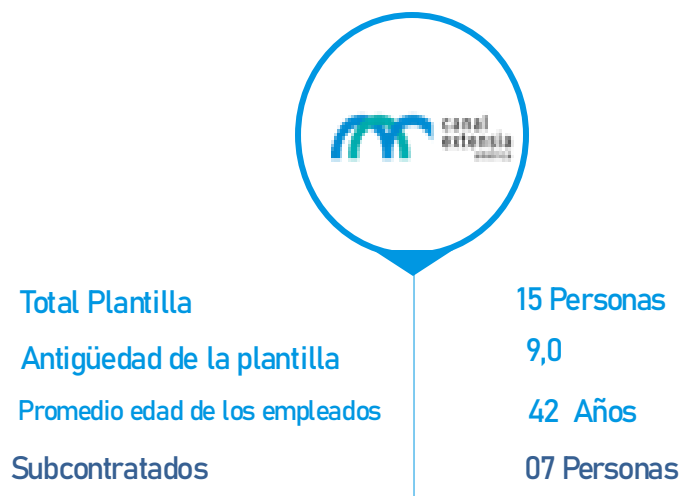 canal
extensia
américa
Total Plantilla 15 Personas
Antigüedad de la plantilla 9,0
Promedio edad de los empleados 42 Años
Subcontratados 07 Personas